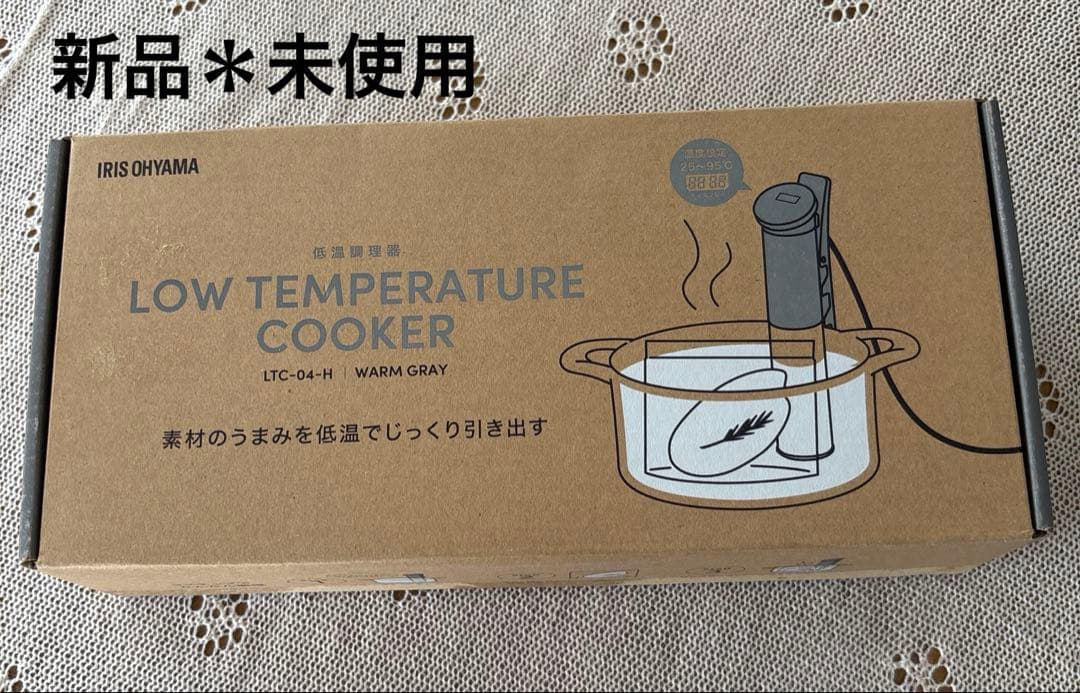 新品＊未使用
IRIS OHYAMA
温度設定
25〜95℃
低温調理器
LOW TEMPERATURE
COOKER
LTC-04-H | WARM GRAY
素材のうまみを低温でじっくり引き出す